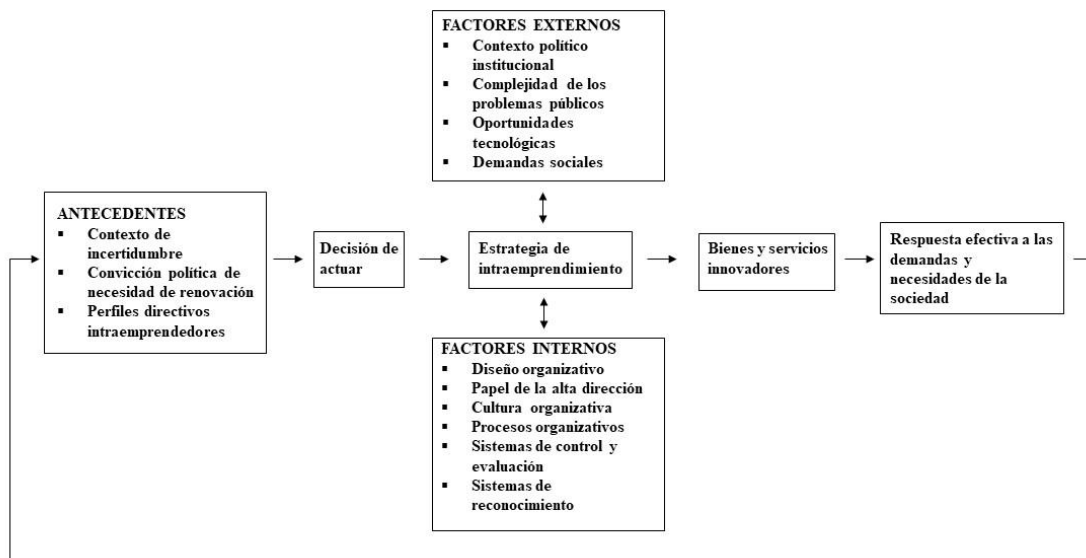 FACTORES EXTERNOS
▪ Contexto político
institucional
▪ Complejidad de los
problemas públicos
▪ Oportunidades
tecnológicas
▪ Demandas sociales
ANTECEDENTES
▪ Contexto de
incertidumbre
▪ Convicción política de
necesidad de renovación
▪ Perfiles directivos
intraemprendedores
Decisión de
actuar
Estrategia de
intraemprendimiento
Bienes y servicios
innovadores
Respuesta efectiva a las
demandas y
necesidades de la
sociedad
FACTORES INTERNOS
▪ Diseño organizativo
▪ Papel de la alta dirección
▪ Cultura organizativa
▪ Procesos organizativos
▪ Sistemas de control y
evaluación
▪ Sistemas de
reconocimiento